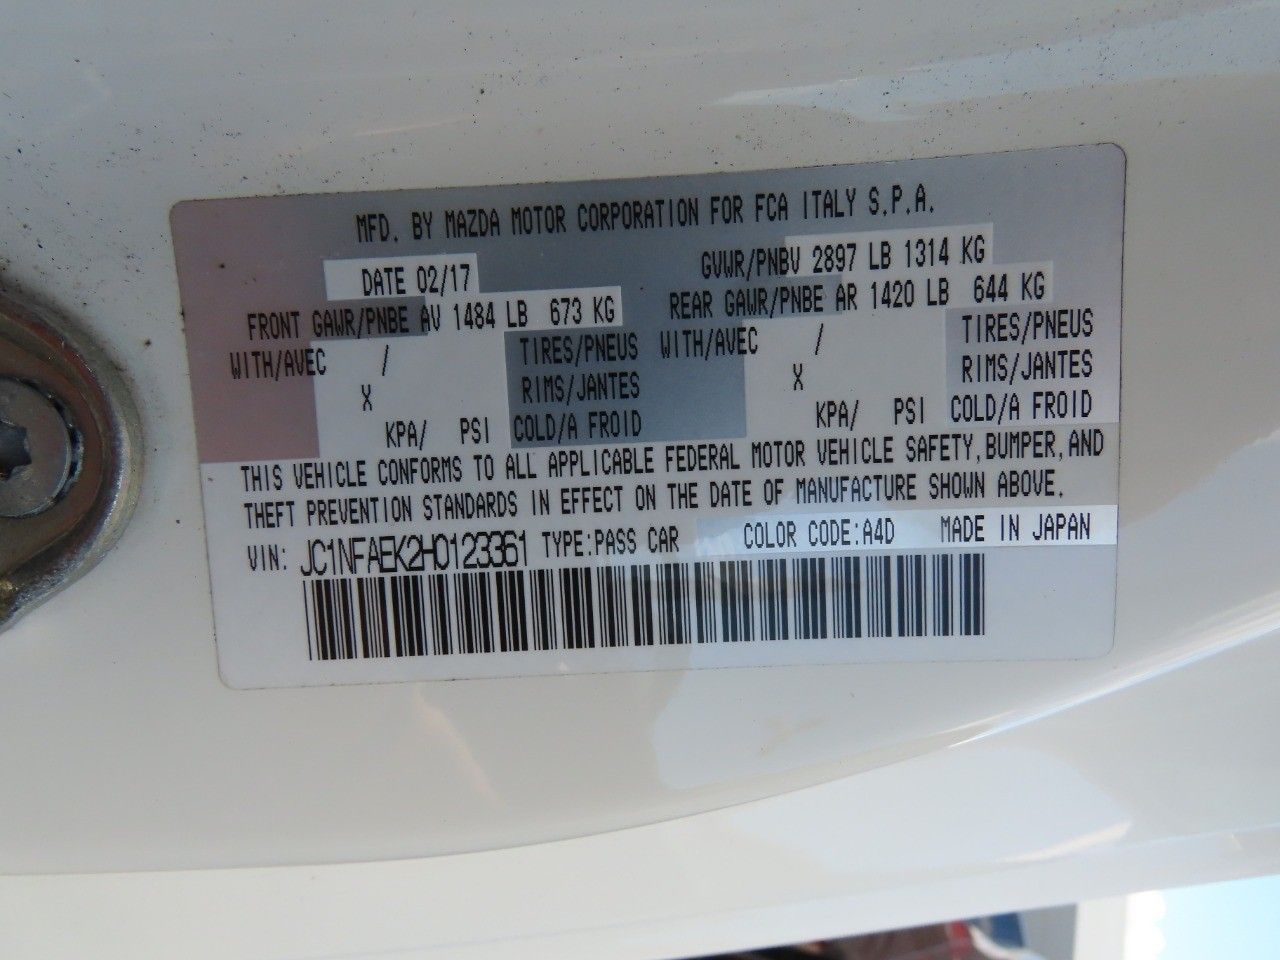 MFD. BY MAZDA MOTOR CORPORATION FOR FCA ITALY S.P.A.
DATE 02/17 GVWR/PNBV 2897 LB 1314 KG
FRONT GAWR/PNBE AV 1484 LB 673 KG REAR GAWR/PNBE AR 1420 LB 644 KG
WITH/AVEC / TIRES/PNEUS WITH/AVEC / TIRES/PNEUS
X RIMS/JANTES X RIMS/JANTES
KPA/ PSI COLD/A FROID KPA/ PSI COLD/A FROID
THIS VEHICLE CONFORMS TO ALL APPLICABLE FEDERAL MOTOR VEHICLE SAFETY, BUMPER, AND
THEFT PREVENTION STANDARDS IN EFFECT ON THE DATE OF MANUFACTURE SHOWN ABOVE.
VIN: JC1NFAEK2H0123361 TYPE:PASS CAR COLOR CODE:A4D MADE IN JAPAN